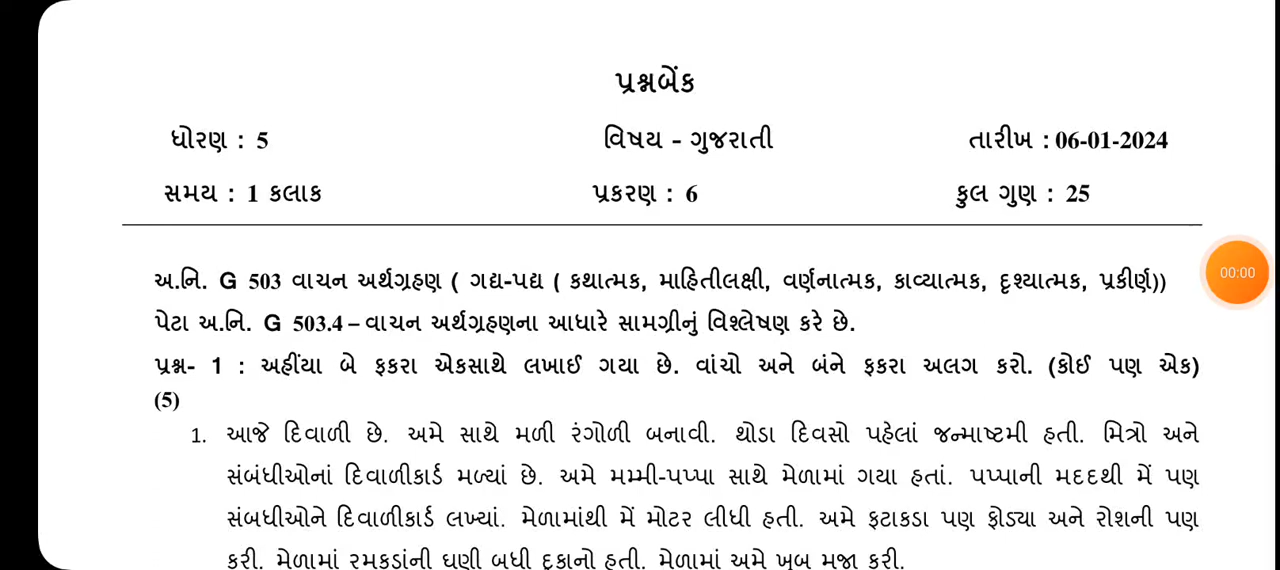 પ્રશ્નબેંક
ધોરણ : 5 વિષય - ગુજરાતી તારીખ : 06-01-2024
સમય : 1 કલાક પ્રકરણ : 6 કુલ ગુણ : 25
અ.નિ. G 503 વાચન અર્થગ્રહણ ( ગદ્ય-પદ્ય ( કથાત્મક, માહિતીલક્ષી, વર્ણનાત્મક, કાવ્યાત્મક, દૃશ્યાત્મક, પ્રકીર્ણ))
પેટા અ.નિ. G 503.4 – વાચન અર્થગ્રહણના આધારે સામગ્રીનું વિશ્લેષણ કરે છે.
પ્રશ્ન- 1 : અહીંયા બે ફકરા એકસાથે લખાઈ ગયા છે. વાંચો અને બંને ફકરા અલગ કરો. (કોઈ પણ એક)
(5)
1. આજે દિવાળી છે. અમે સાથે મળી રંગોળી બનાવી. થોડા દિવસો પહેલાં જન્માષ્ટમી હતી. મિત્રો અને
સંબંધીઓનાં દિવાળીકાર્ડ મળ્યાં છે. અમે મમ્મી-પપ્પા સાથે મેળામાં ગયા હતાં. પપ્પાની મદદથી મેં પણ
સંબધીઓને દિવાળીકાર્ડ લખ્યાં. મેળામાંથી મેં મોટર લીધી હતી. અમે ફટાકડા પણ ફોડ્યા અને રોશની પણ
કરી. મેળામાં રમકડાંની ઘણી બધી દુકાનો હતી. મેળામાં અમે ખૂબ મજા કરી.
00:00